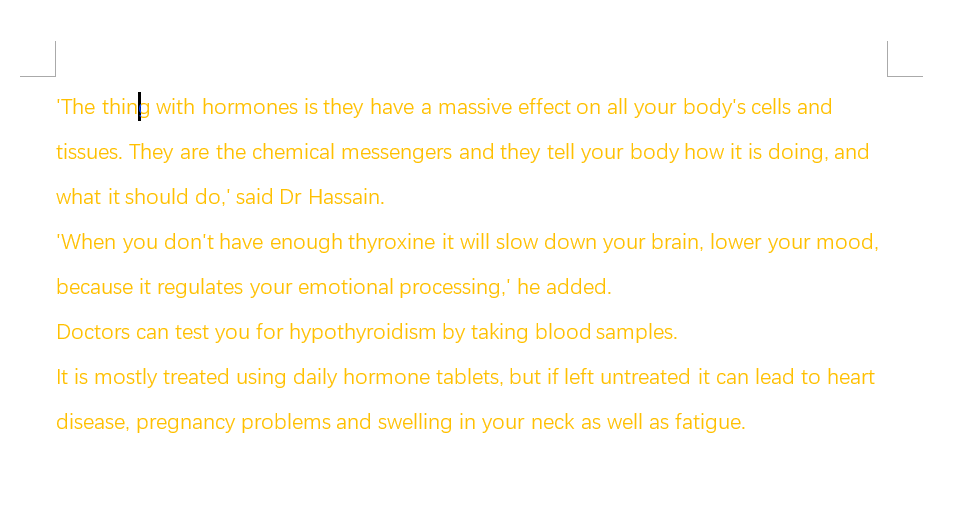 'The thing with hormones is they have a massive effect on all your body's cells and
tissues. They are the chemical messengers and they tell your body how it is doing, and
what it should do,' said Dr Hassain.
'When you don't have enough thyroxine it will slow down your brain, lower your mood,
because it regulates your emotional processing,' he added.
Doctors can test you for hypothyroidism by taking blood samples.
It is mostly treated using daily hormone tablets, but if left untreated it can lead to heart
disease, pregnancy problems and swelling in your neck as well as fatigue.